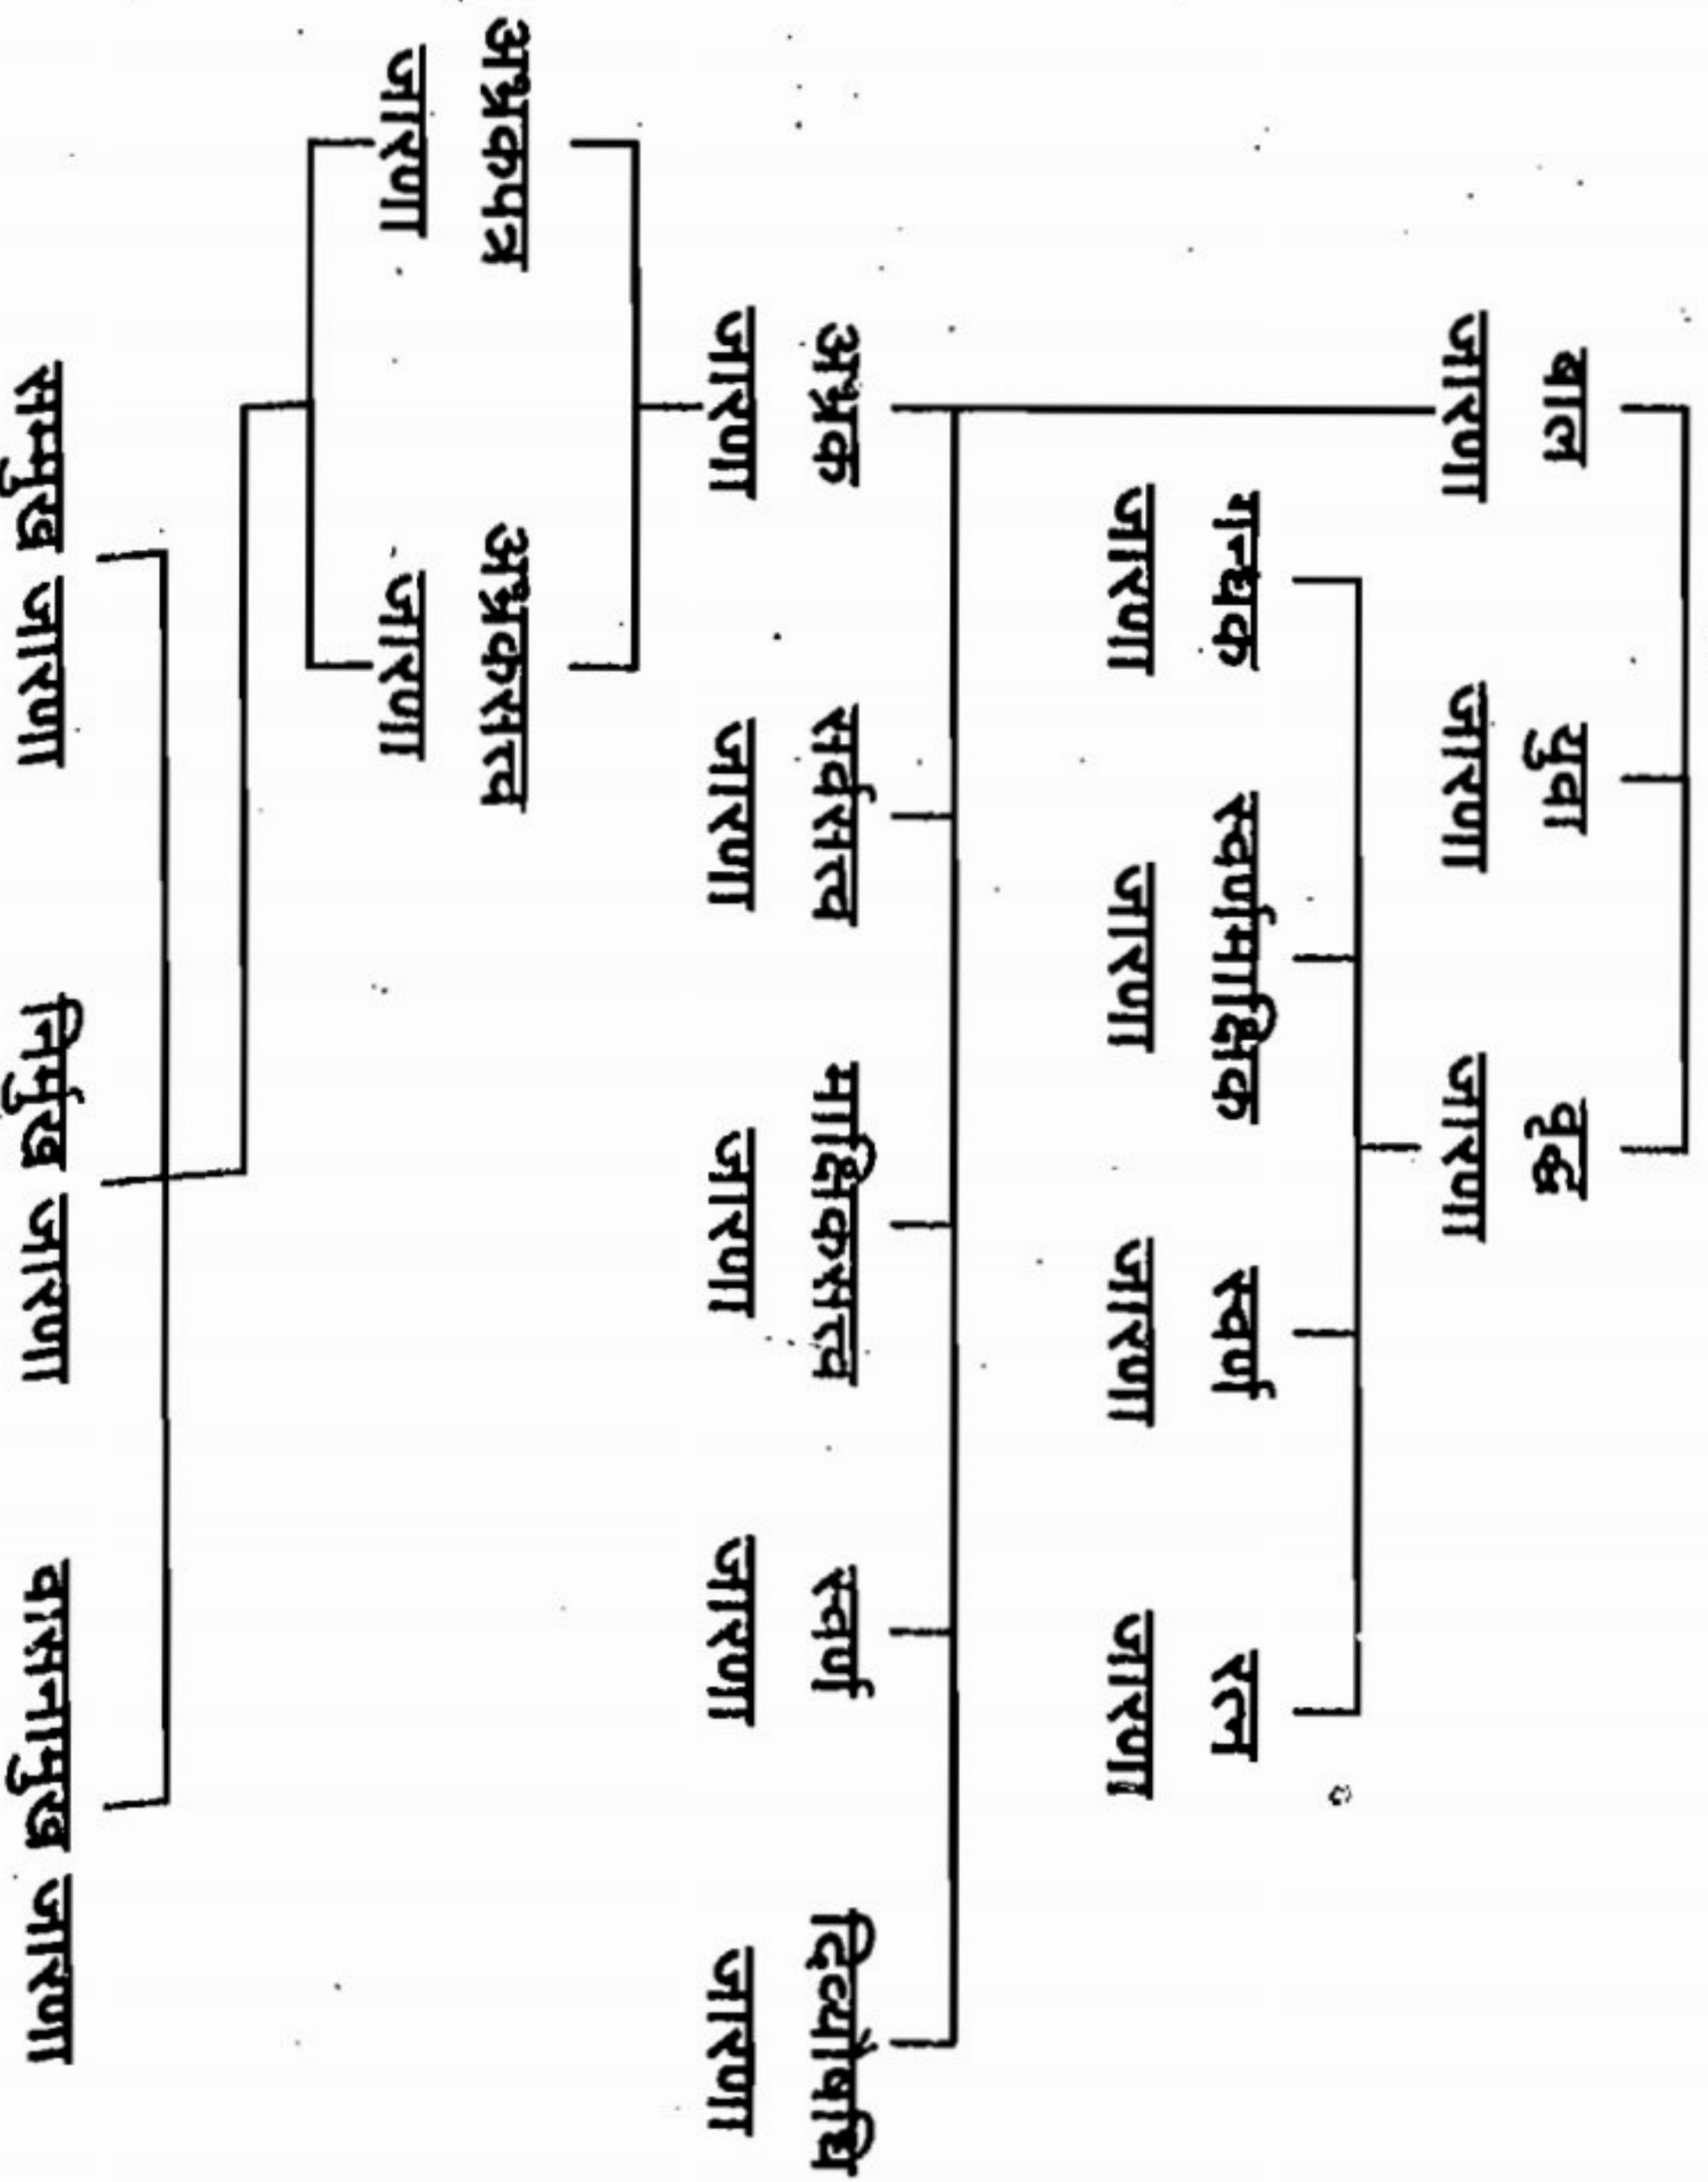 बाल युवा वृद्ध
जारणा जारणा जारणा
गन्धक स्वर्णमाक्षिक स्वर्ण रत्न
जारणा जारणा जारणा जारणा
अभ्रक सर्वसत्त्व माक्षिकसत्त्व स्वर्ण दिव्यौषधि
जारणा जारणा जारणा जारणा जारणा
अभ्रकपत्र अभ्रकसत्त्व
जारणा जारणा
सम्मुख जारणा निर्मुख जारणा वासनामुख जारणा